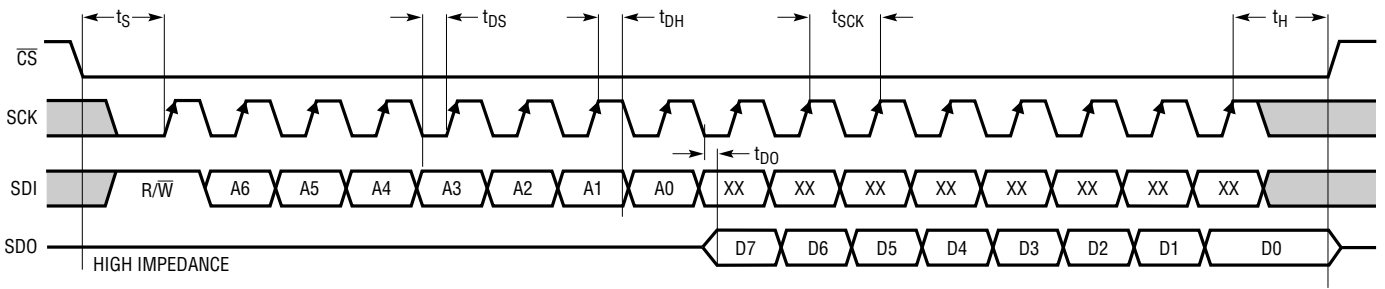 tS tDS tDH tSCK tH
CS
SCK
tDO
SDI R/W A6 A5 A4 A3 A2 A1 A0 XX XX XX XX XX XX XX XX
SDO D7 D6 D5 D4 D3 D2 D1 D0
HIGH IMPEDANCE